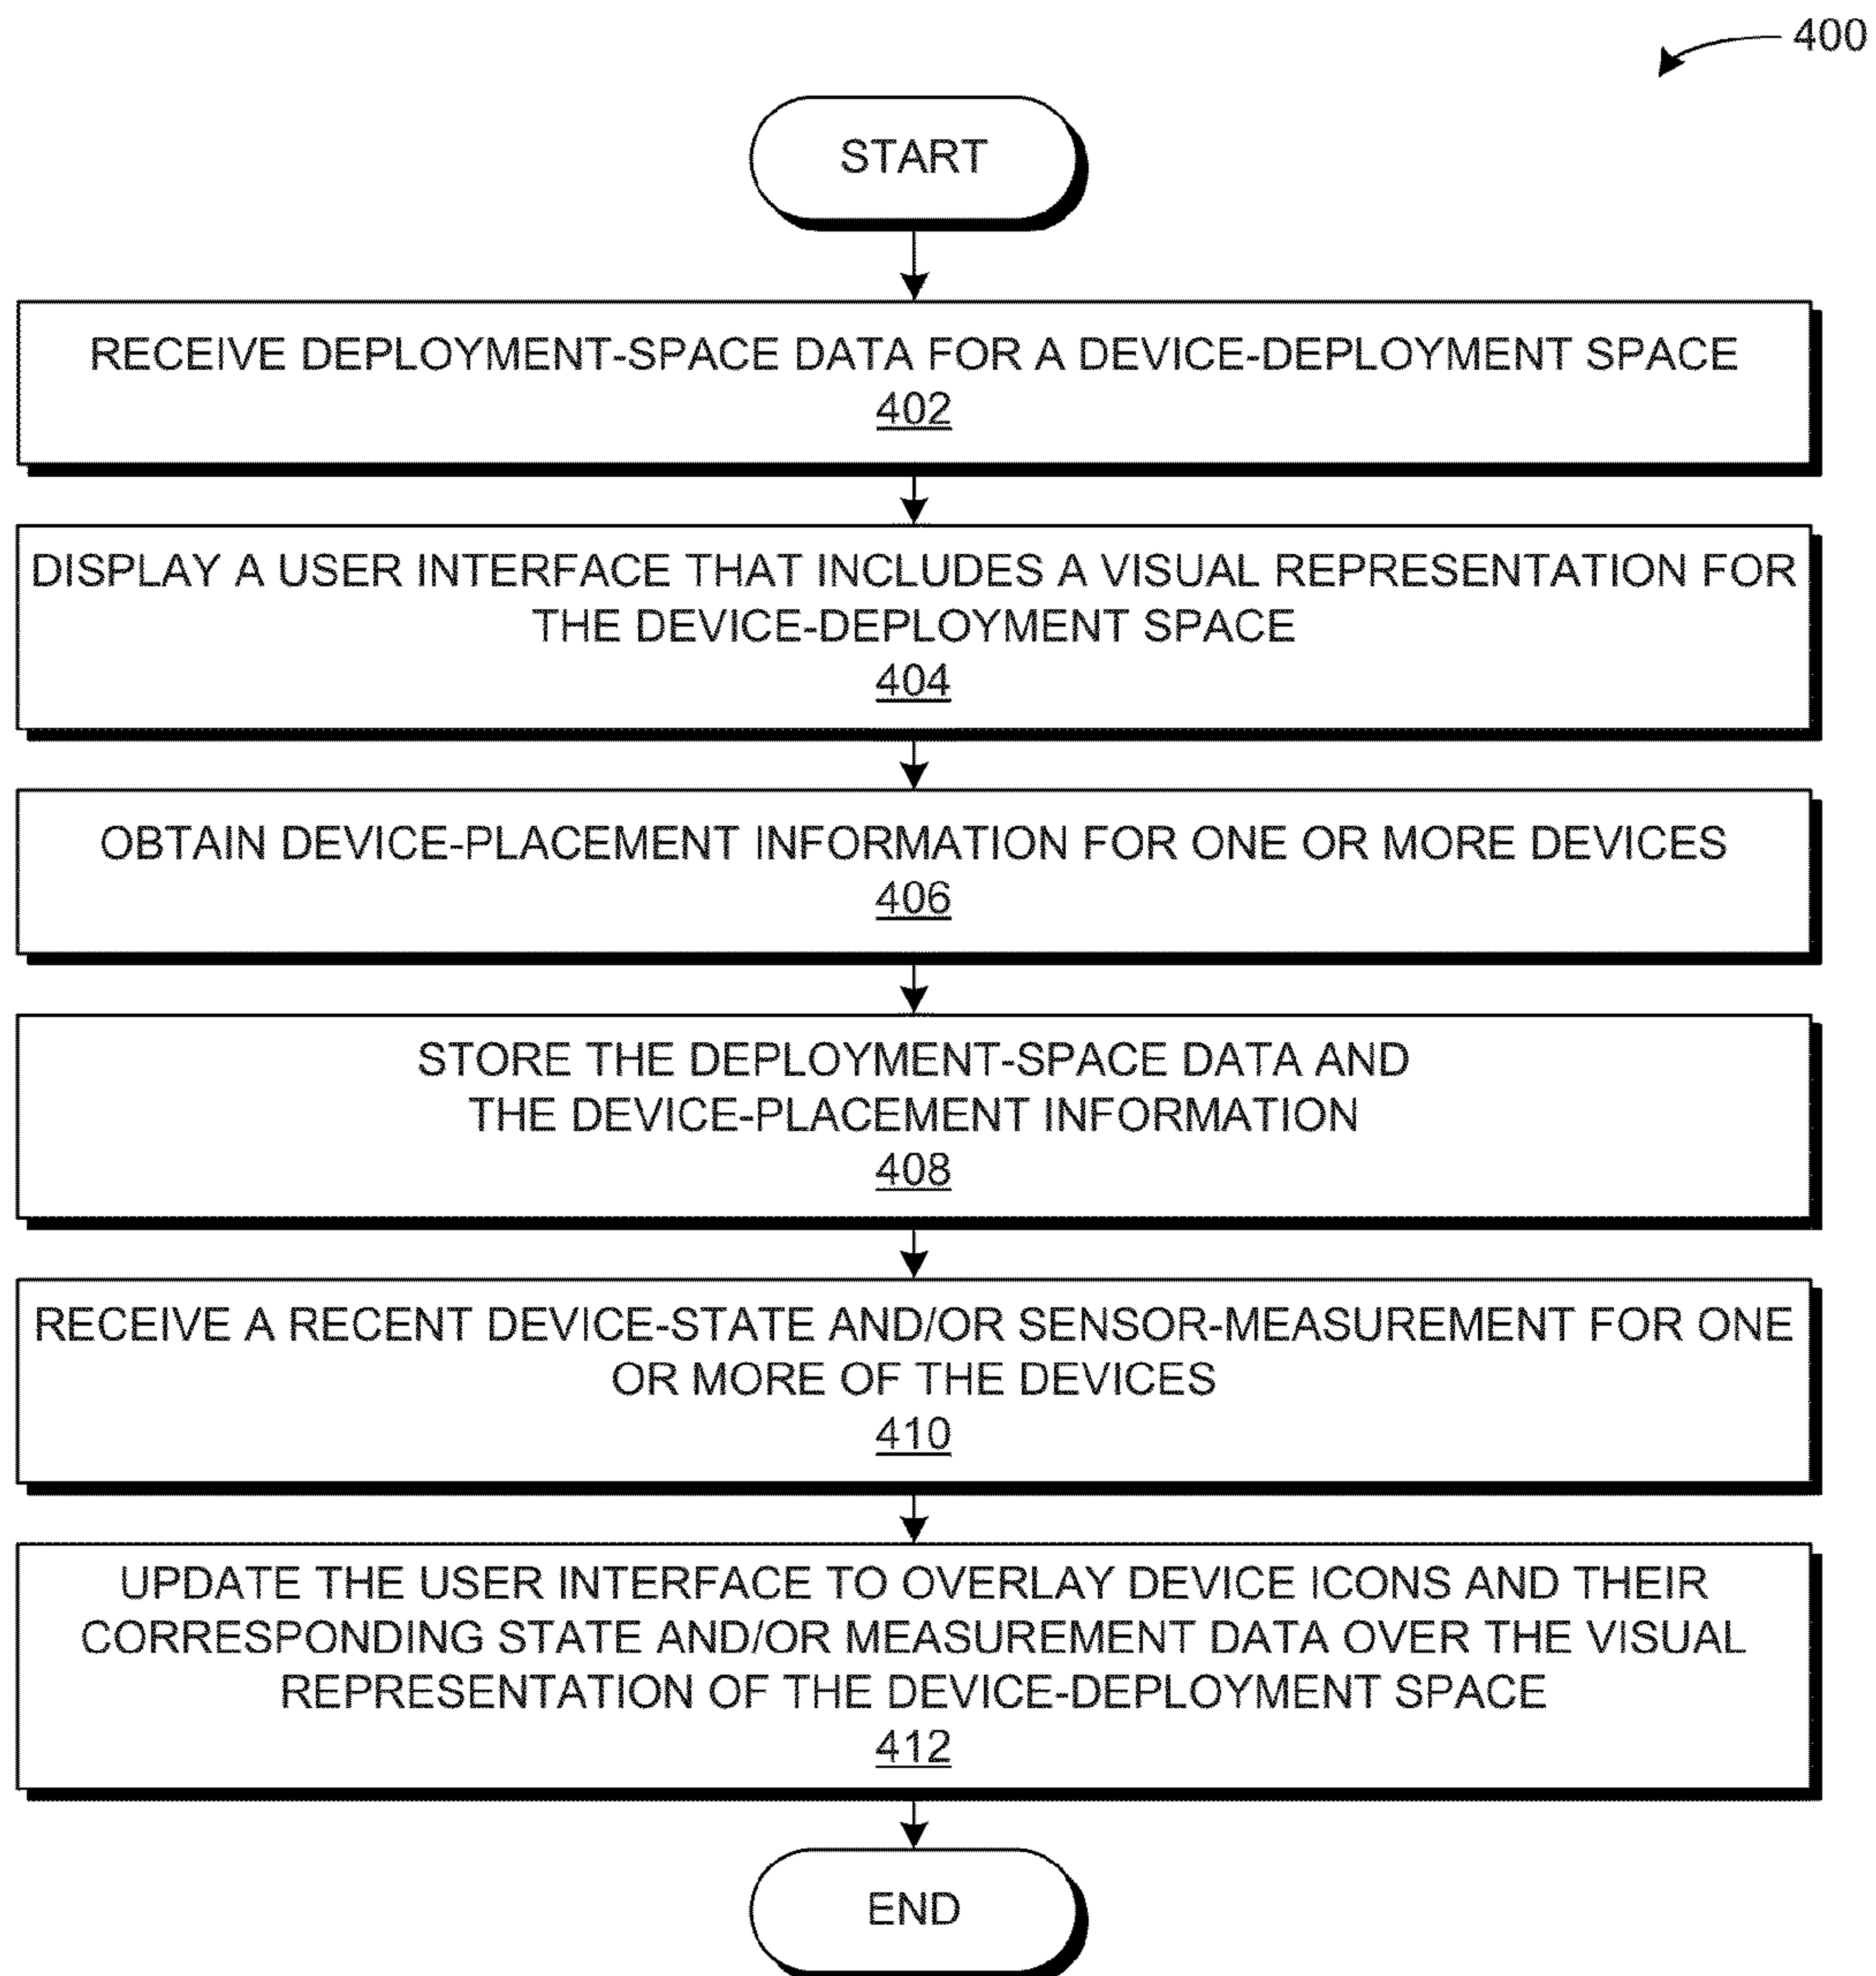 400
START
RECEIVE DEPLOYMENT-SPACE DATA FOR A DEVICE-DEPLOYMENT SPACE
402
DISPLAY A USER INTERFACE THAT INCLUDES A VISUAL REPRESENTATION FOR
THE DEVICE-DEPLOYMENT SPACE
404
OBTAIN DEVICE-PLACEMENT INFORMATION FOR ONE OR MORE DEVICES
406
STORE THE DEPLOYMENT-SPACE DATA AND
THE DEVICE-PLACEMENT INFORMATION
408
RECEIVE A RECENT DEVICE-STATE AND/OR SENSOR-MEASUREMENT FOR ONE
OR MORE OF THE DEVICES
410
UPDATE THE USER INTERFACE TO OVERLAY DEVICE ICONS AND THEIR
CORRESPONDING STATE AND/OR MEASUREMENT DATA OVER THE VISUAL
REPRESENTATION OF THE DEVICE-DEPLOYMENT SPACE
412
END